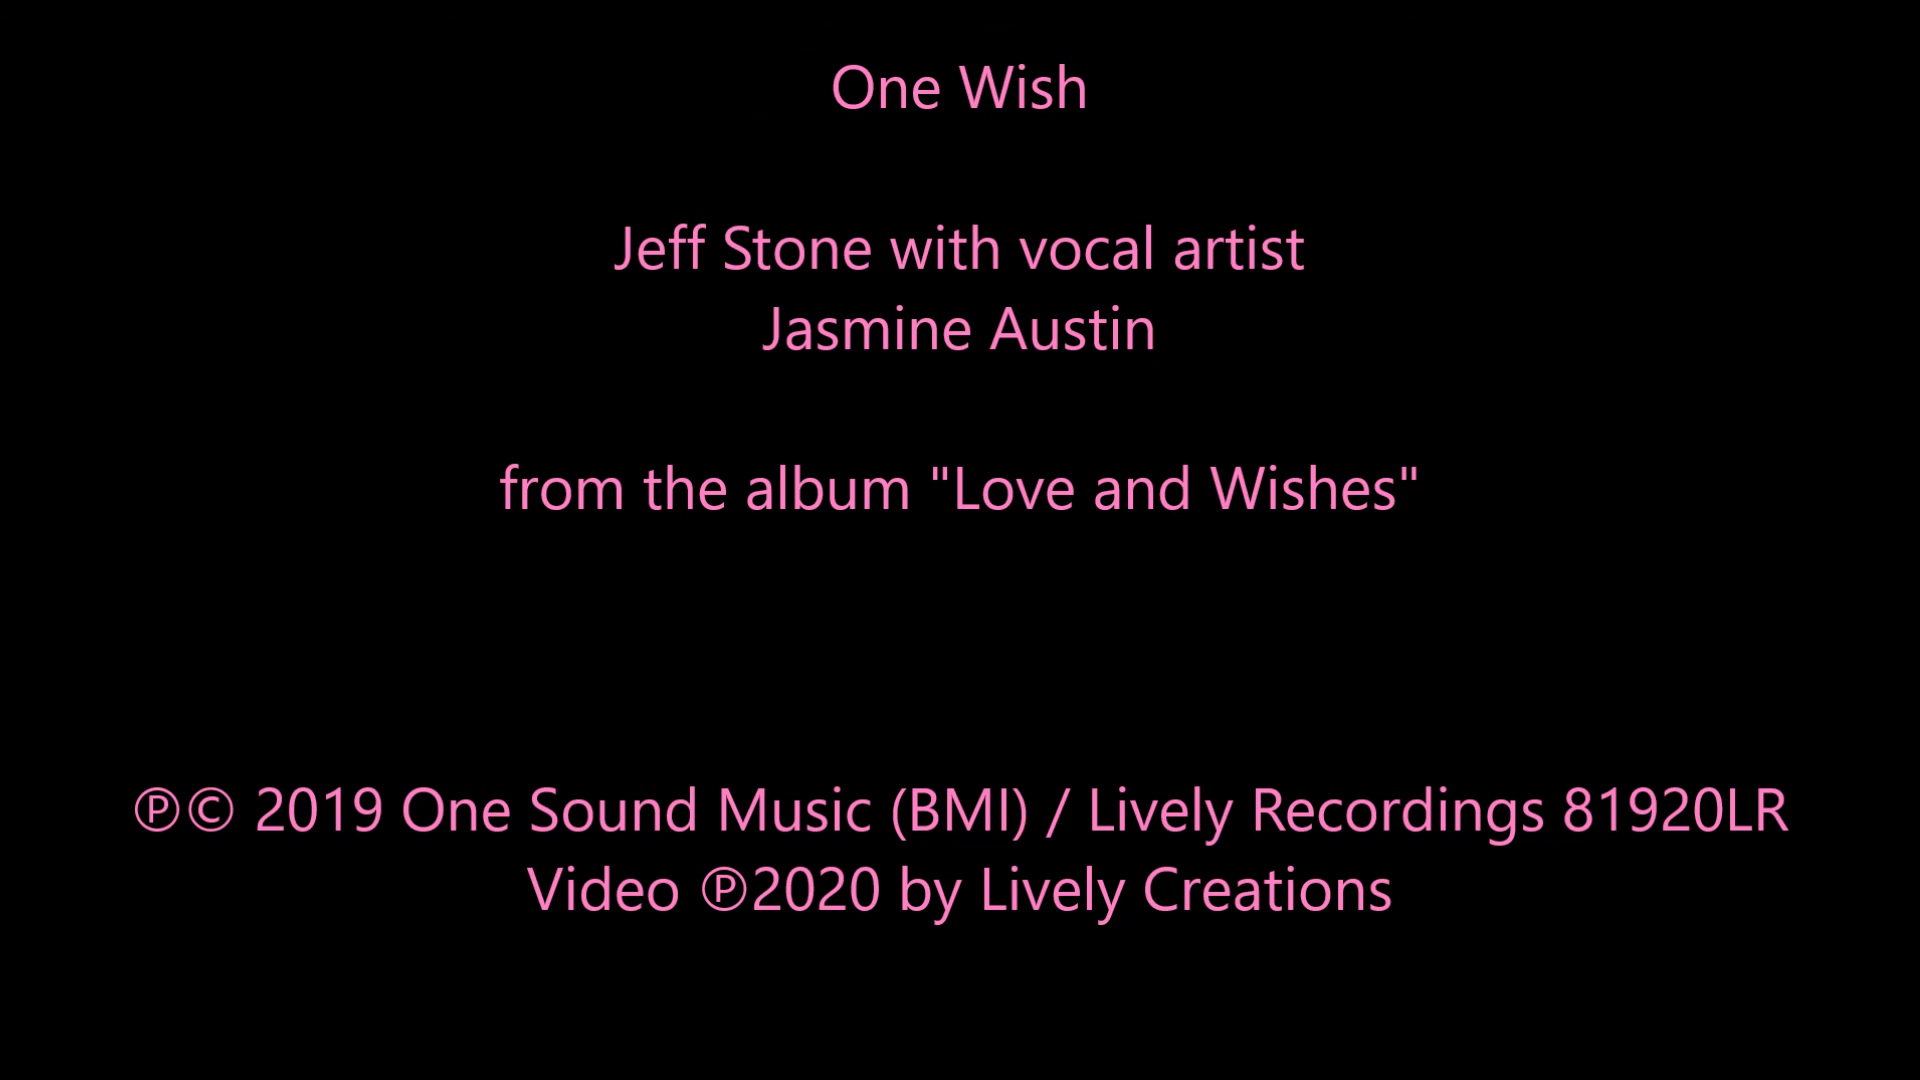 One Wish
Jeff Stone with vocal artist
Jasmine Austin
from the album "Love and Wishes"
℗© 2019 One Sound Music (BMI) / Lively Recordings 81920LR
Video ℗2020 by Lively Creations